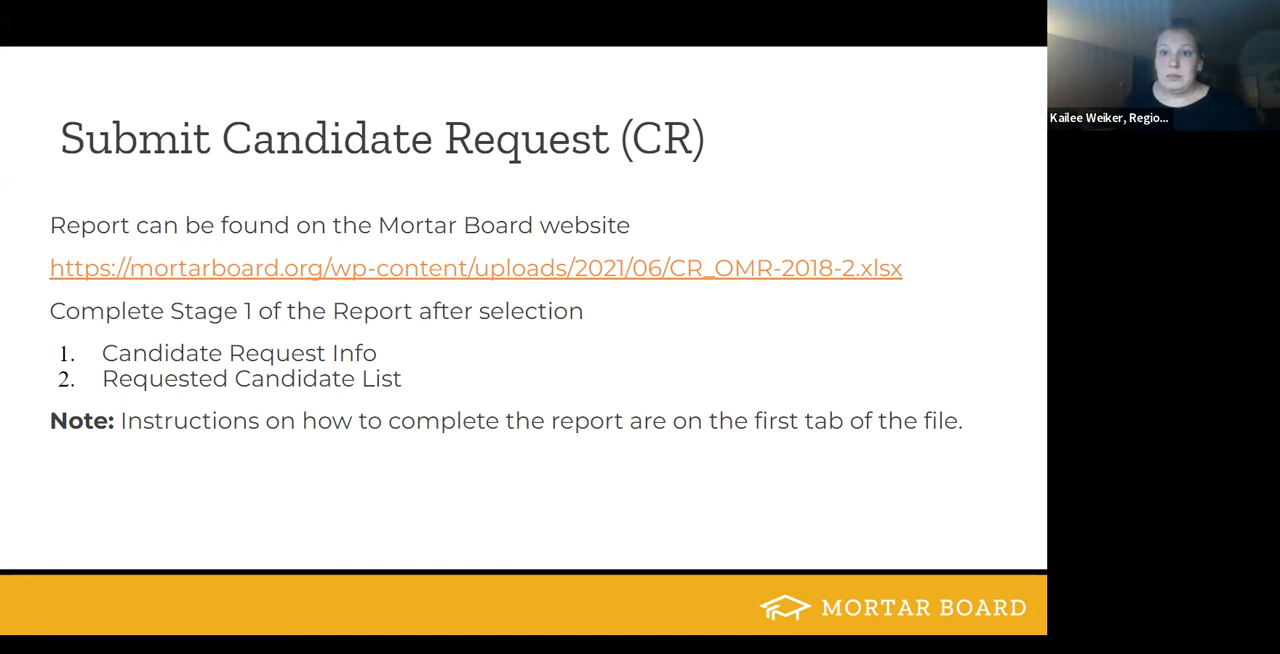 Submit Candidate Request (CR)
Kailee Weiker, Regio...
Report can be found on the Mortar Board website
https://mortarboard.org/wp-content/uploads/2021/06/CR_OMR-2018-2.xlsx
Complete Stage 1 of the Report after selection
1. Candidate Request Info
2. Requested Candidate List
Note: Instructions on how to complete the report are on the first tab of the file.
MORTAR BOARD